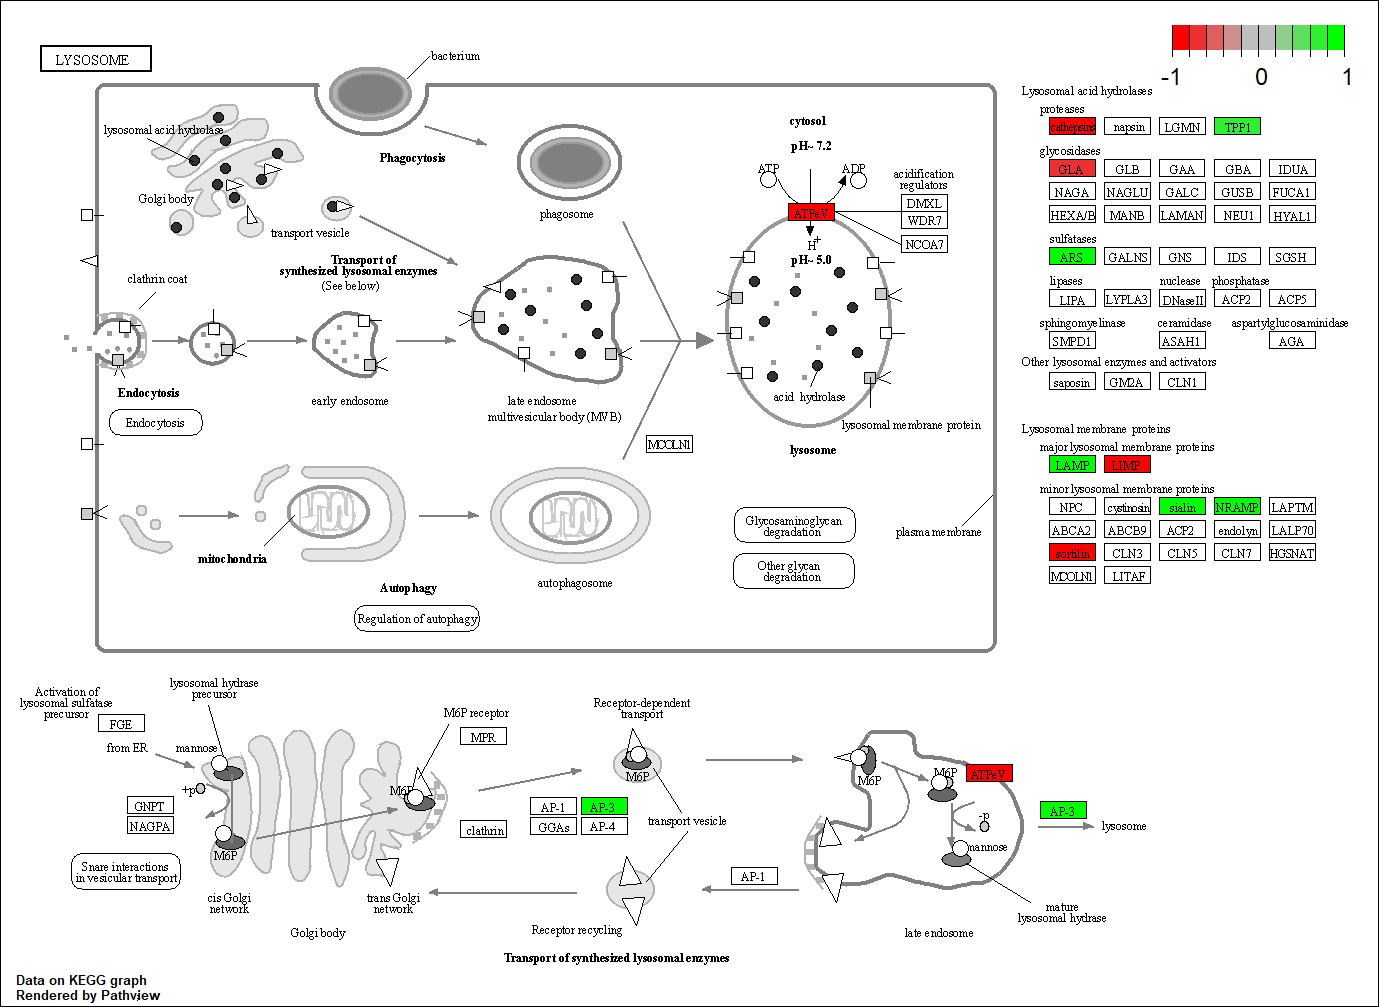 LYSOSOME
bacterium
-1 0 1
lysosomal acid hydrolase
Golgi body
Phagocytosis
transport vesicle
phagosome
Transport of
synthesized lysosomal enzymes
(See below)
clathrin coat
cytosol
pH~ 7.2
ATP
ADP
ATPeV
H+
pH~ 5.0
acidification
regulators
DMXL
WDR7
NCOA7
Endocytosis
Endocytosis
early endosome
late endosome
multivesicular body (MVB)
MCOLN1
acid hydrolase
lysosomal membrane protein
lysosome
mitochondria
Autophagy
Regulation of autophagy
autophagosome
Glycosaminoglycan
degradation
Other glycan
degradation
plasma membrane
Lysosomal acid hydrolases
proteases
cathepsins napsin LGMN TPP1
glycosidases
GLA GLB GAA GBA IDUA
NAGA NAGLU GALC GUSB FUCA1
HEXA/B MANB LAMAN NEU1 HYAL1
sulfatases
ARS GALNS GNS IDS SGSH
lipases nuclease phosphatase
LIPA LYPLA3 DNaseII ACP2 ACP5
sphingomyelinase ceramidase aspartylglucosaminidase
SMPD1 ASAH1 AGA
Other lysosomal enzymes and activators
saposin GM2A CLN1
Lysosomal membrane proteins
major lysosomal membrane proteins
LAMP LIMP
minor lysosomal membrane proteins
NPC cystinosin sialin NRAMP LAPTM
ABCA2 ABCB9 ACP2 endolyn LALP70
sortilin CLN3 CLN5 CLN7 HGSNAT
MCOLN1 LITAF
Activation of
lysosomal sulfatase
precursor
FGE
lysosomal hydrase
precursor
from ER
mannose
+p
GNPT
NAGPA
M6P
Snare interactions
in vesicular transport
cis Golgi
network
Golgi body
trans Golgi
network
M6P
M6P receptor
MPR
clathrin
AP-1 AP-3
GGAs AP-4
Receptor-dependent
transport
M6P
transport vesicle
Receptor recycling
AP-1
M6P
M6P
ATPeV
-p
mannose
AP-3
lysosome
mature
lysosomal hydrase
late endosome
Transport of synthesized lysosomal enzymes
Data on KEGG graph
Rendered by Pathview